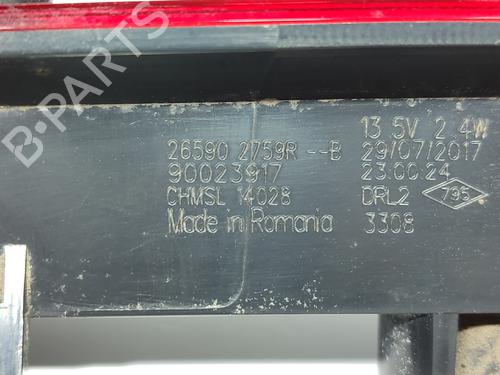 13.5V 2.4W
26590 2759R --B 29/07/2017
90023917 23:00:24
CHMSL 14028 DRL2 795
Made in Romania 3308